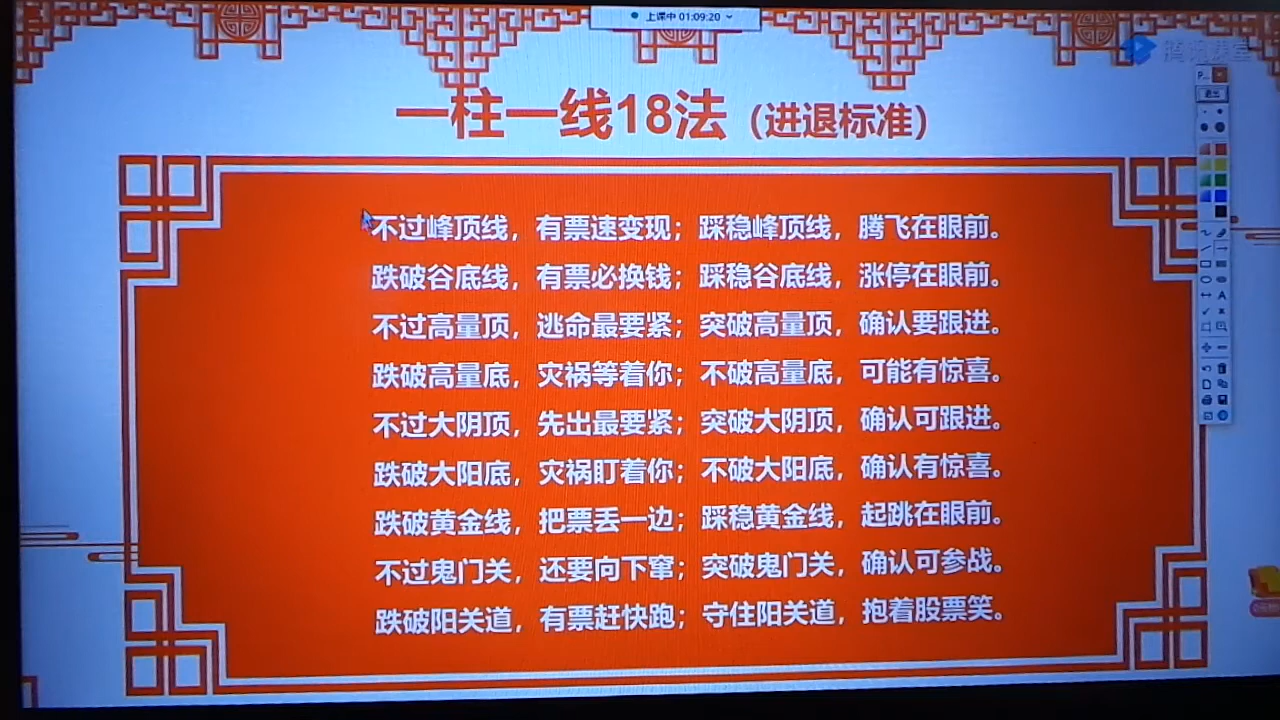 上课中 01:09:20
腾讯课堂
一柱一线18法（进退标准）
P...
退出
不过峰顶线，有票速变现；踩稳峰顶线，腾飞在眼前。
跌破谷底线，有票必换钱；踩稳谷底线，涨停在眼前。
不过高量顶，逃命最要紧；突破高量顶，确认要跟进。
跌破高量底，灾祸等着你；不破高量底，可能有惊喜。
不过大阴顶，先出最要紧；突破大阴顶，确认可跟进。
跌破大阳底，灾祸盯着你；不破大阳底，确认有惊喜。
跌破黄金线，把票丢一边；踩稳黄金线，起跳在眼前。
不过鬼门关，还要向下窜；突破鬼门关，确认可参战。
跌破阳关道，有票赶快跑；守住阳关道，抱着股票笑。